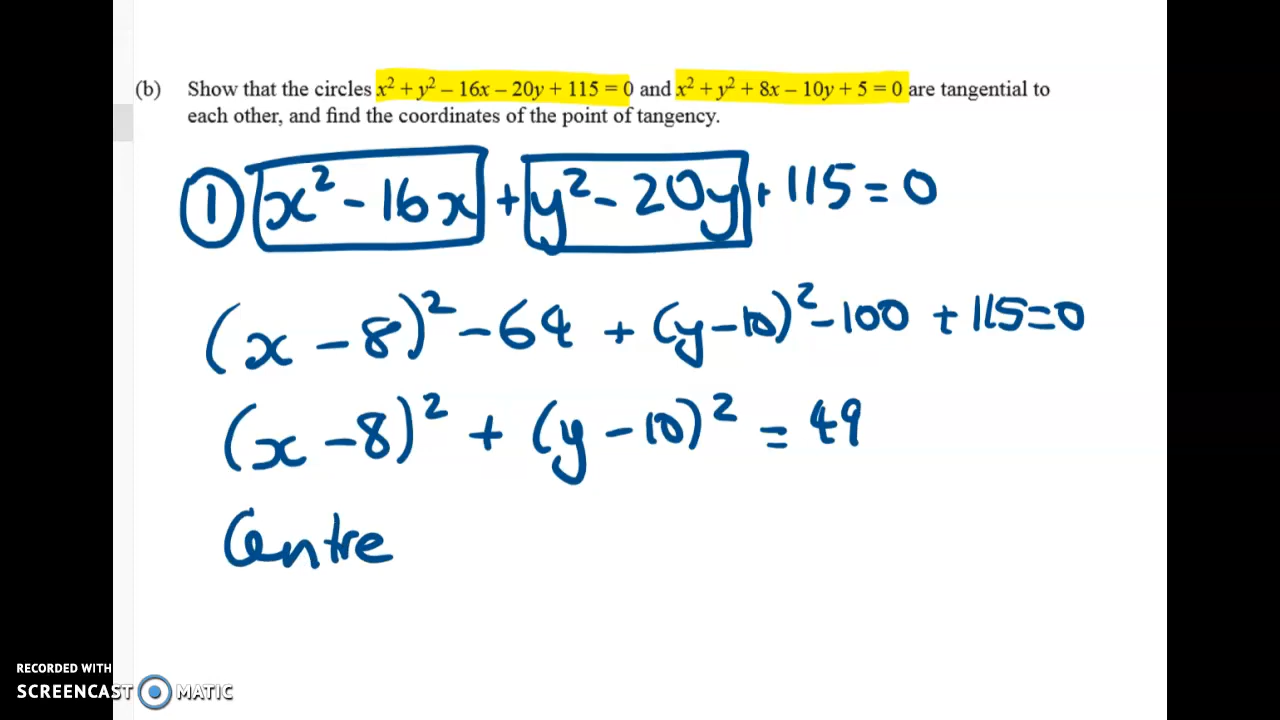 (b) Show that the circles x² + y² – 16x – 20y + 115 = 0 and x² + y² + 8x – 10y + 5 = 0 are tangential to
each other, and find the coordinates of the point of tangency.
① x² - 16x + y² - 20y + 115 = 0
(x - 8)² - 64 + (y - 10)² - 100 + 115 = 0
(x - 8)² + (y - 10)² = 49
Centre
RECORDED WITH
SCREENCAST MATIC